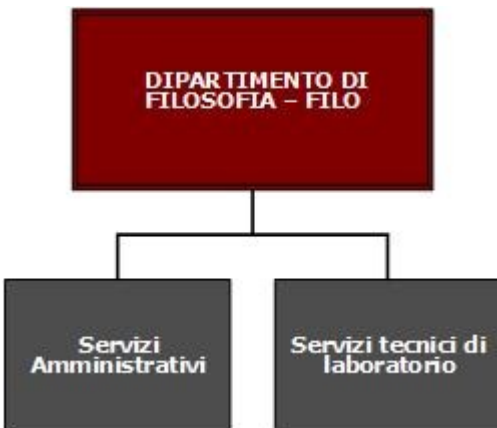 DIPARTIMENTO DI
FILOSOFIA – FILO
Servizi
Amministrativi
Servizi tecnici di
laboratorio